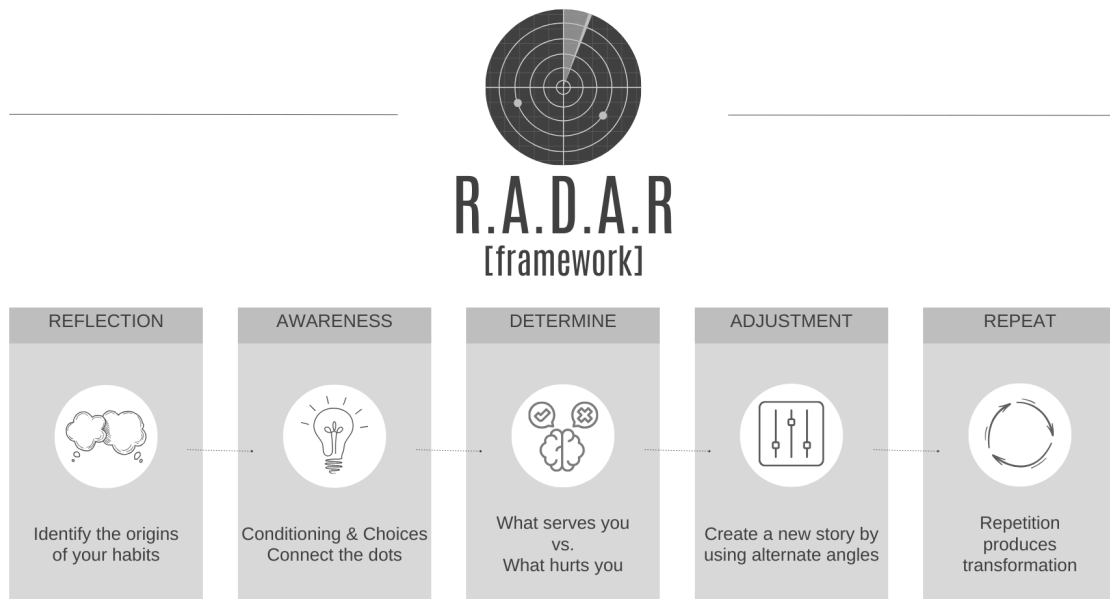 R.A.D.A.R
[framework]
REFLECTION
Identify the origins
of your habits
AWARENESS
Conditioning & Choices
Connect the dots
DETERMINE
What serves you
vs.
What hurts you
ADJUSTMENT
Create a new story by
using alternate angles
REPEAT
Repetition
produces
transformation